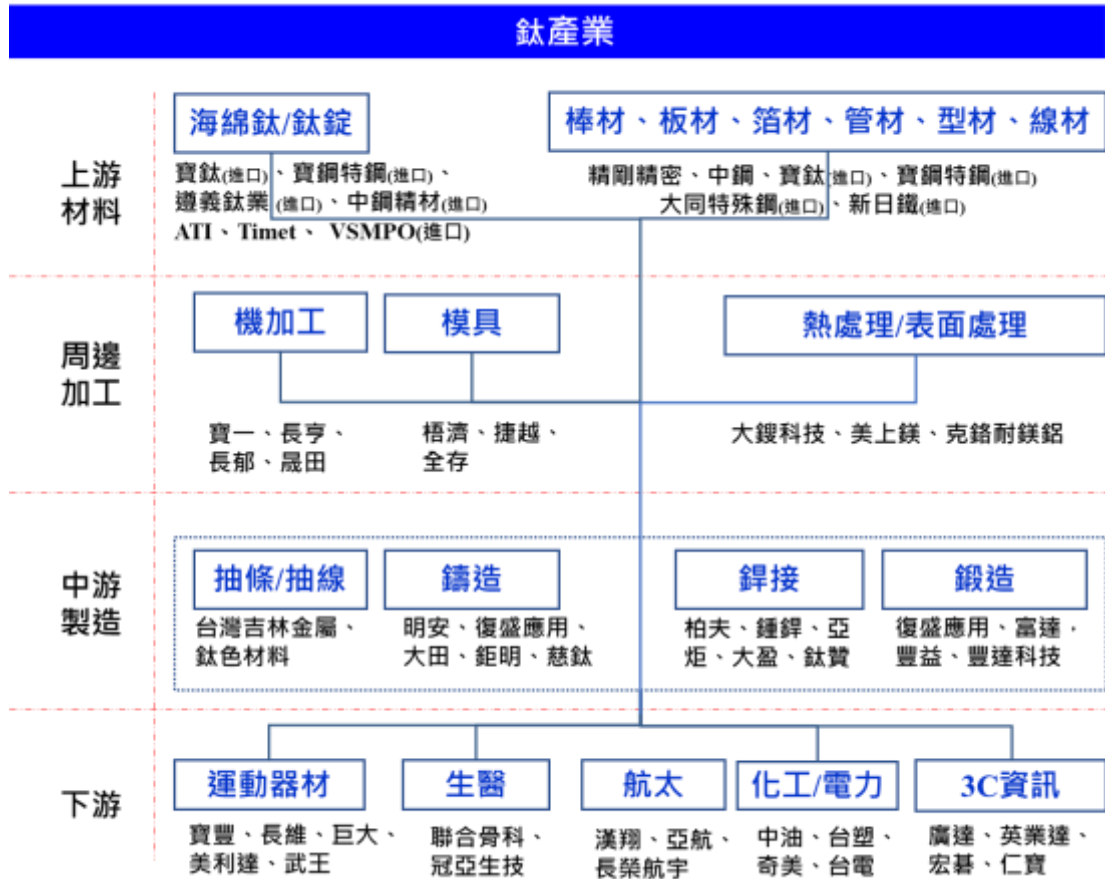 鈦產業
上游
材料
海綿鈦/鈦錠
寶鈦(進口)、寶鋼特鋼(進口)、
遵義鈦業(進口)、中鋼精材(進口)
ATI、Timet、 VSMPO(進口)
棒材、板材、箔材、管材、型材、線材
精剛精密、中鋼、寶鈦(進口)、寶鋼特鋼(進口)
大同特殊鋼(進口)、新日鐵(進口)
周邊
加工
機加工
寶一、長亨、
長郁、晟田
模具
梧濟、捷越、
全存
熱處理/表面處理
大鎪科技、美上鎂、克鉻耐鎂鋁
中游
製造
抽條/抽線
台灣吉林金屬、
鈦色材料
鑄造
明安、復盛應用、
大田、鉅明、慈鈦
銲接
柏夫、鍾銲、亞
炬、大盈、鈦贊
鍛造
復盛應用、富達，
豐益、豐達科技
下游
運動器材
寶豐、長維、巨大、
美利達、武王
生醫
聯合骨科、
冠亞生技
航太
漢翔、亞航、
長榮航宇
化工/電力
中油、台塑、
奇美、台電
3C資訊
廣達、英業達、
宏碁、仁寶